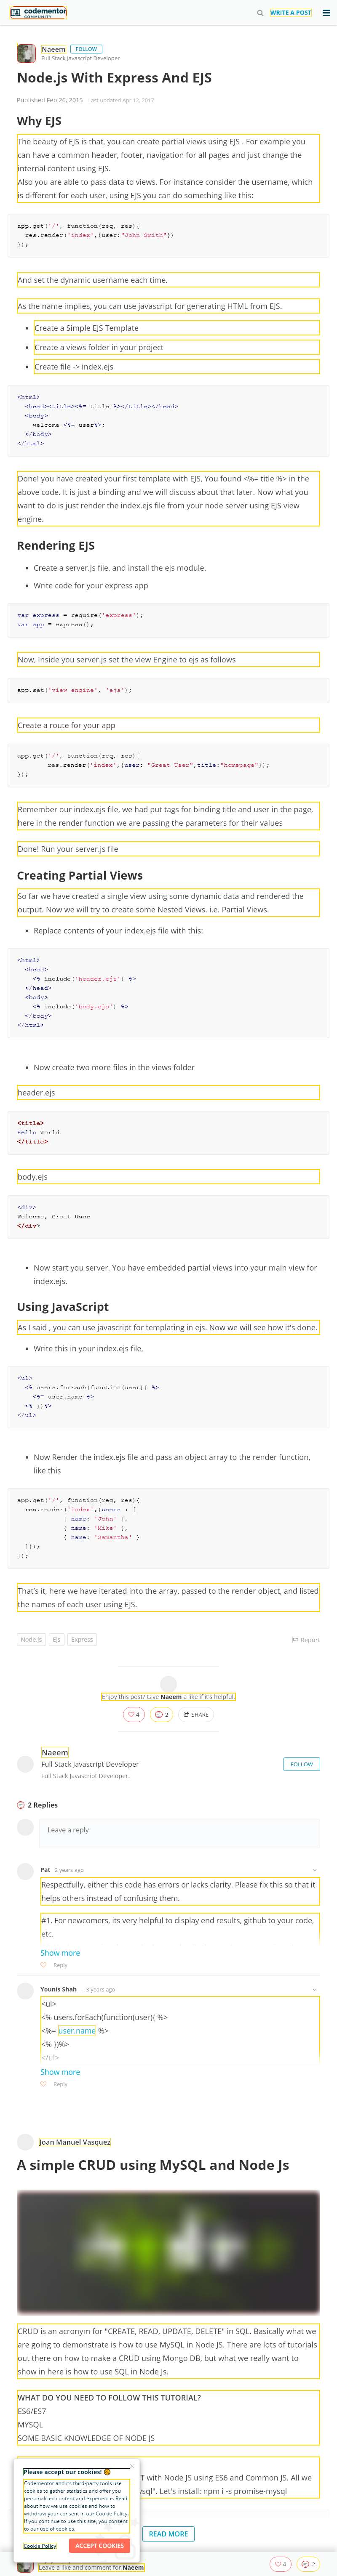 codementor
COMMUNITY
WRITE A POST
Naeem
FOLLOW
Full Stack Javascript Developer
Node.js With Express And EJS
Published Feb 26, 2015 Last updated Apr 12, 2017
Why EJS
The beauty of EJS is that, you can create partial views using EJS . For example you
can have a common header, footer, navigation for all pages and just change the
internal content using EJS.
Also you are able to pass data to views. For instance consider the username, which
is different for each user, using EJS you can do something like this:
app.get('/', function(req, res){
res.render('index',{user:"John Smith"})
});
And set the dynamic username each time.
As the name implies, you can use javascript for generating HTML from EJS.
Create a Simple EJS Template
Create a views folder in your project
Create file -> index.ejs
<html>
<head><title><%= title %></title></head>
<body>
welcome <%= user%>;
</body>
</html>
Done! you have created your first template with EJS, You found <%= title %> in the
above code. It is just a binding and we will discuss about that later. Now what you
want to do is just render the index.ejs file from your node server using EJS view
engine.
Rendering EJS
Create a server.js file, and install the ejs module.
Write code for your express app
var express = require('express');
var app = express();
Now, Inside you server.js set the view Engine to ejs as follows
app.set('view engine', 'ejs');
Create a route for your app
app.get('/', function(req, res){
res.render('index',{user: "Great User",title:"homepage"});
});
Remember our index.ejs file, we had put tags for binding title and user in the page,
here in the render function we are passing the parameters for their values
Done! Run your server.js file
Creating Partial Views
So far we have created a single view using some dynamic data and rendered the
output. Now we will try to create some Nested Views. i.e. Partial Views.
Replace contents of your index.ejs file with this:
<html>
<head>
<% include('header.ejs') %>
</head>
<body>
<% include('body.ejs') %>
</body>
</html>
Now create two more files in the views folder
header.ejs
<title>
Hello World
</title>
body.ejs
<div>
Welcome, Great User
</div>
Now start you server. You have embedded partial views into your main view for
index.ejs.
Using JavaScript
As I said , you can use javascript for templating in ejs. Now we will see how it's done.
Write this in your index.ejs file,
<ul>
<% users.forEach(function(user){ %>
<%= user.name %>
<% })%>
</ul>
Now Render the index.ejs file and pass an object array to the render function,
like this
app.get('/', function(req, res){
res.render('index',{users : [
{ name: 'John' },
{ name: 'Mike' },
{ name: 'Samantha' }
]});
});
That's it, here we have iterated into the array, passed to the render object, and listed
the names of each user using EJS.
Node.js Ejs Express
Report
Enjoy this post? Give Naeem a like if it's helpful.
4 2 SHARE
Naeem
Full Stack Javascript Developer
Full Stack Javascript Developer.
FOLLOW
2 Replies
Leave a reply
Pat 2 years ago
Respectfully, either this code has errors or lacks clarity. Please fix this so that it
helps others instead of confusing them.
#1. For newcomers, its very helpful to display end results, github to your code,
etc.
Show more
Reply
Younis Shah_ 3 years ago
<ul>
<% users.forEach(function(user){ %>
<%= user.name %>
<% })%>
</ul>
Show more
Reply
Joan Manuel Vasquez
A simple CRUD using MySQL and Node Js
CRUD is an acronym for "CREATE, READ, UPDATE, DELETE" in SQL. Basically what we
are going to demonstrate is how to use MySQL in Node JS. There are lots of tutorials
out there on how to make a CRUD using Mongo DB, but what we really want to
show in here is how to use SQL in Node Js.
WHAT DO YOU NEED TO FOLLOW THIS TUTORIAL?
ES6/ES7
MYSQL
SOME BASIC KNOWLEDGE OF NODE JS
T with Node JS using ES6 and Common JS. All we
ysql". Let's install: npm i -s promise-mysql
READ MORE
Please accept our cookies!
Codementor and its third-party tools use
cookies to gather statistics and offer you
personalized content and experience. Read
about how we use cookies and how to
withdraw your consent in our Cookie Policy.
If you continue to use this site, you consent
to our use of cookies.
Cookie Policy
ACCEPT COOKIES
Leave a like and comment for Naeem
4 2